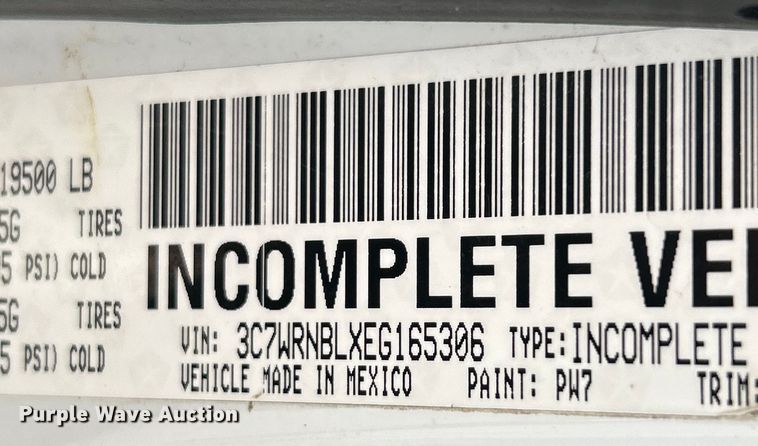 19500 LB
5G TIRES
5 PSI) COLD
5G TIRES
5 PSI) COLD
INCOMPLETE VE
VIN: 3C7WRNBLXEG165306 TYPE: INCOMPLETE
VEHICLE MADE IN MEXICO PAINT: PW7 TRIM:
Purple Wave Auction